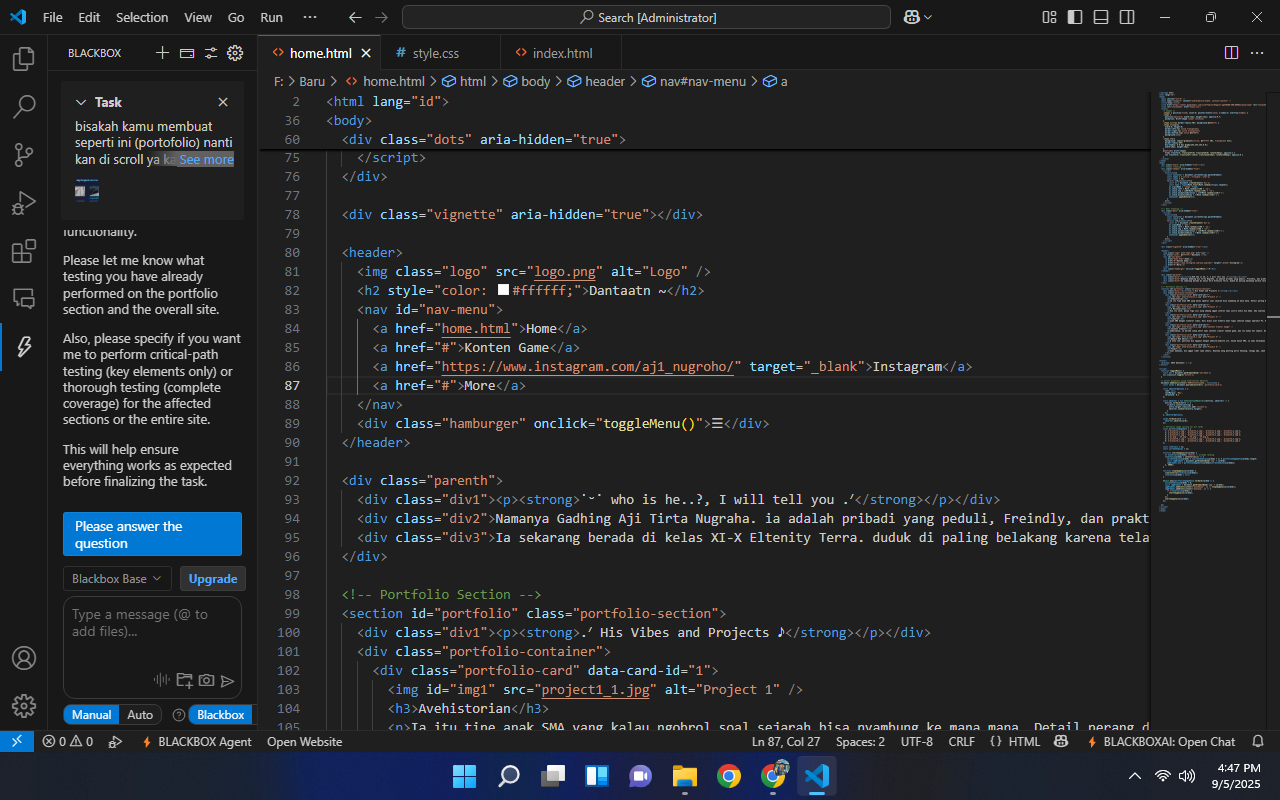 File Edit Selection View Go Run ··· Search [Administrator]
BLACKBOX
Task
bisakah kamu membuat
seperti ini (portofolio) nanti
kan di scroll ya ka See more
functionality.
Please let me know what
testing you have already
performed on the portfolio
section and the overall site.
Also, please specify if you want
me to perform critical-path
testing (key elements only) or
thorough testing (complete
coverage) for the affected
sections or the entire site.
This will help ensure
everything works as expected
before finalizing the task.
Please answer the
question
Blackbox Base Upgrade
Type a message (@ to
add files)...
Manual Auto Blackbox
home.html # style.css index.html
F: > Baru > home.html > html > body > header > nav#nav-menu > a
2 <html lang="id">
36 <body>
60 <div class="dots" aria-hidden="true">
75 </script>
76 </div>
77
78 <div class="vignette" aria-hidden="true"></div>
79
80 <header>
81 <img class="logo" src="logo.png" alt="Logo" />
82 <h2 style="color: #ffffff;">Dantaatn ~</h2>
83 <nav id="nav-menu">
84 <a href="home.html">Home</a>
85 <a href="#">Konten Game</a>
86 <a href="https://www.instagram.com/aj1_nugroho/" target="_blank">Instagram</a>
87 <a href="#">More</a>
88 </nav>
89 <div class="hamburger" onclick="toggleMenu()">☰</div>
90 </header>
91
92 <div class="parenth">
93 <div class="div1"><p><strong>˙ᵕ˙ who is he..?, I will tell you .ᐟ</strong></p></div>
94 <div class="div2">Namanya Gadhing Aji Tirta Nugraha. ia adalah pribadi yang peduli, Freindly, dan prakt
95 <div class="div3">Ia sekarang berada di kelas XI-X Eltenity Terra. duduk di paling belakang karena tela
96 </div>
97
98 <!-- Portfolio Section -->
99 <section id="portfolio" class="portfolio-section">
100 <div class="div1"><p><strong>.ᐟ His Vibes and Projects ♪</strong></p></div>
101 <div class="portfolio-container">
102 <div class="portfolio-card" data-card-id="1">
103 <img id="img1" src="project1_1.jpg" alt="Project 1" />
104 <h3>Avehistorian</h3>
105 <p>Ia itu tipe anak SMA yang kalau ngobrol soal sejarah bisa nyambung ke mana mana. Detail perang d
0 0 BLACKBOX Agent Open Website Ln 87, Col 27 Spaces: 2 UTF-8 CRLF {} HTML BLACKBOXAI: Open Chat
4:47 PM
9/5/2025